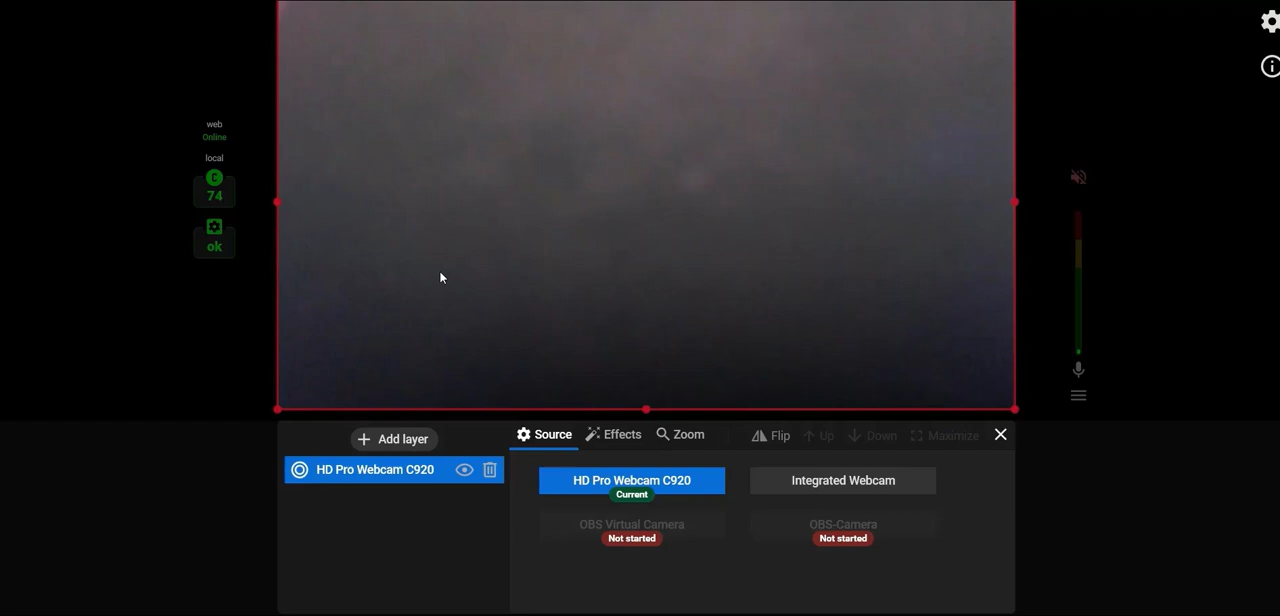 web
Online
local
C
74
ok
Add layer
HD Pro Webcam C920
Source
Effects
Zoom
Flip
Up
Down
Maximize
HD Pro Webcam C920
Current
Integrated Webcam
OBS Virtual Camera
Not started
OBS-Camera
Not started